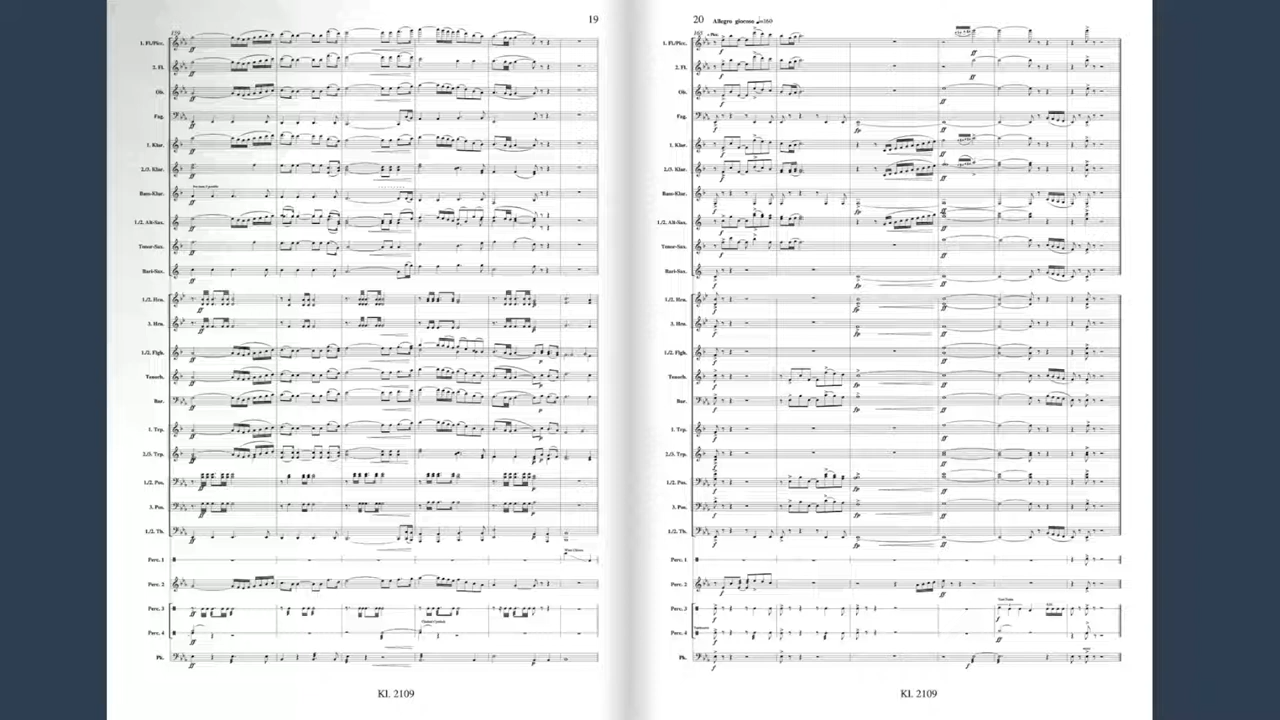 19
159
1. Fl/Picc.
2. Fl.
Ob.
Fag.
1. Klar.
2./3. Klar.
Bass-Klar.
1./2. Alt-Sax.
Tenor-Sax.
Bari-Sax.
1./2. Hrn.
3. Hrn.
1./2. Flgh.
Tenorh.
Bar.
1. Trp.
2./3. Trp.
1./2. Pos.
3. Pos.
1./2. Tb.
Perc. 1
Perc. 2
Perc. 3
Perc. 4
Pk.
KL 2109
20 Allegro giocoso ♩=160
165
1. Fl/Picc.
2. Fl.
Ob.
Fag.
1. Klar.
2./3. Klar.
Bass-Klar.
1./2. Alt-Sax.
Tenor-Sax.
Bari-Sax.
1./2. Hrn.
3. Hrn.
1./2. Flgh.
Tenorh.
Bar.
1. Trp.
2./3. Trp.
1./2. Pos.
3. Pos.
1./2. Tb.
Perc. 1
Perc. 2
Perc. 3
Perc. 4
Pk.
KL 2109